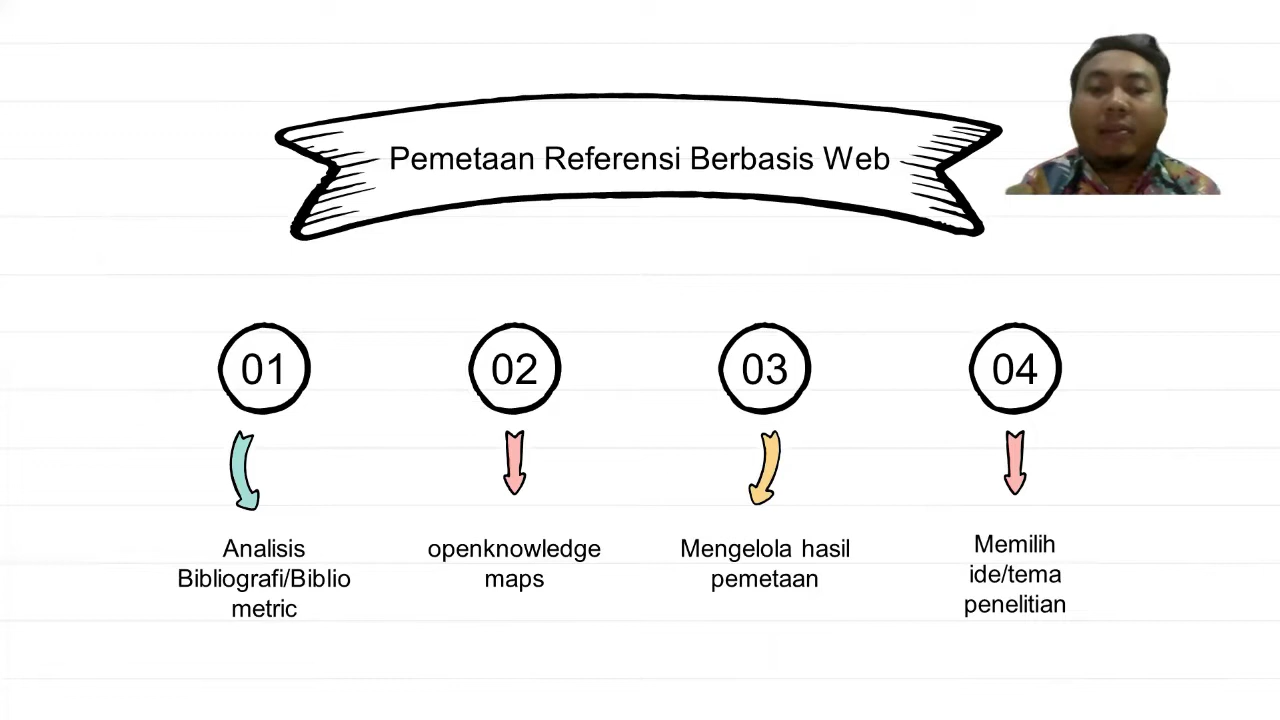 Pemetaan Referensi Berbasis Web
01
02
03
04
Analisis
Bibliografi/Biblio
metric
openknowledge
maps
Mengelola hasil
pemetaan
Memilih
ide/tema
penelitian